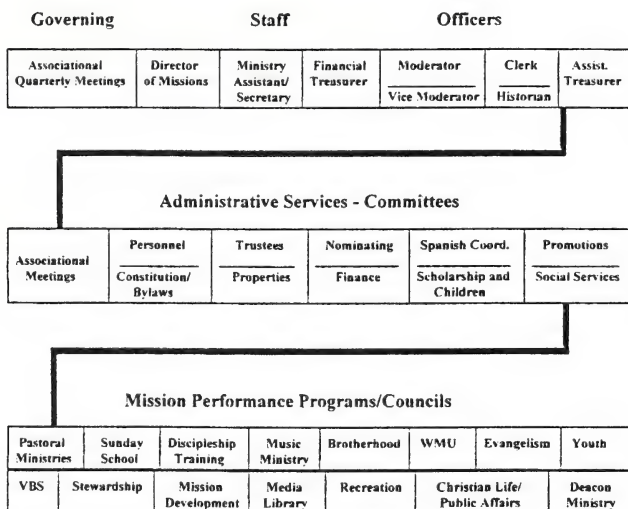 Governing Staff Officers
Associational Director Ministry Financial Moderator Clerk Assist.
Quarterly Meetings of Missions Assistant/ Treasurer Treasurer
Secretary Vice Moderator Historian
Administrative Services - Committees
Personnel Trustees Nominating Spanish Coord. Promotions
Associational
Meetings Constitution/ Properties Finance Scholarship and Social Services
Bylaws Children
Mission Performance Programs/Councils
Pastoral Sunday Discipleship Music Brotherhood WMU Evangelism Youth
Ministries School Training Ministry
VBS Stewardship Mission Media Recreation Christian Life/ Deacon
Development Library Public Affairs Ministry